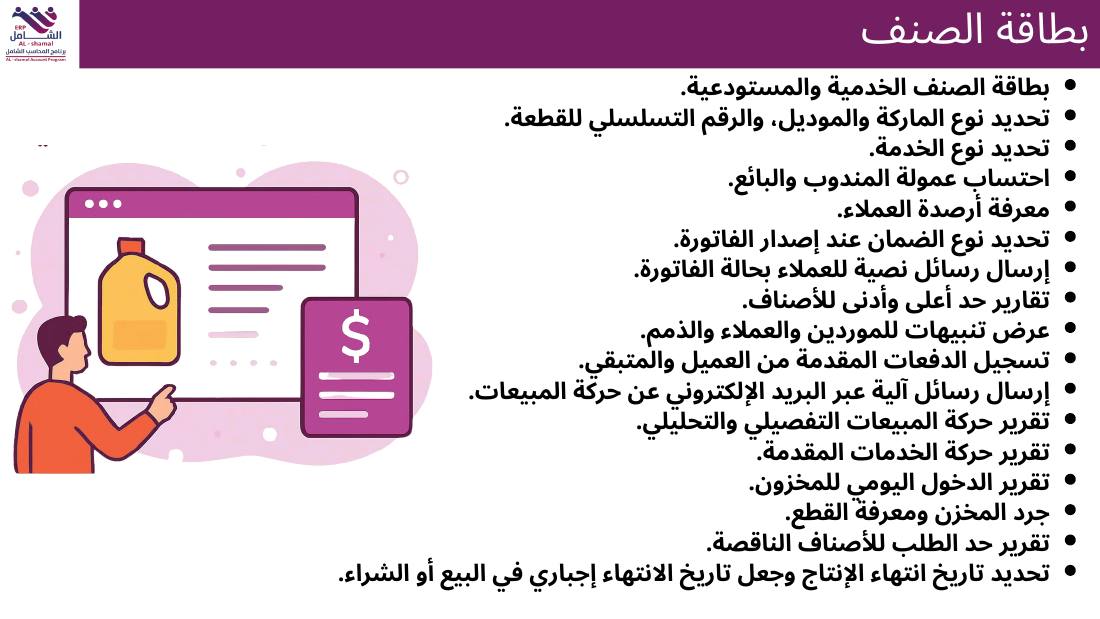 بطاقة الصنف
ERP
الشامل
AL - shamal
برنامج المحاسب الشامل
AL - shamal Account Program
بطاقة الصنف الخدمية والمستودعية.
تحديد نوع الماركة والموديل، والرقم التسلسلي للقطعة.
تحديد نوع الخدمة.
احتساب عمولة المندوب والبائع.
معرفة أرصدة العملاء.
تحديد نوع الضمان عند إصدار الفاتورة.
إرسال رسائل نصية للعملاء بحالة الفاتورة.
تقارير حد أعلى وأدنى للأصناف.
عرض تنبيهات للموردين والعملاء والذمم.
تسجيل الدفعات المقدمة من العميل والمتبقي.
إرسال رسائل آلية عبر البريد الإلكتروني عن حركة المبيعات.
تقرير حركة المبيعات التفصيلي والتحليلي.
تقرير حركة الخدمات المقدمة.
تقرير الدخول اليومي للمخزون.
جرد المخزن ومعرفة القطع.
تقرير حد الطلب للأصناف الناقصة.
تحديد تاريخ انتهاء الإنتاج وجعل تاريخ الانتهاء إجباري في البيع أو الشراء.
$